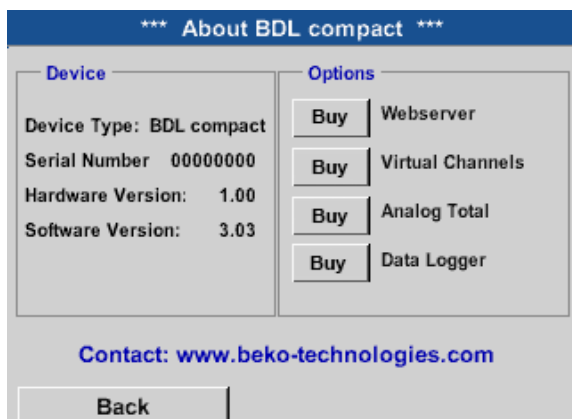 *** About BDL compact ***
Device
Device Type: BDL compact
Serial Number 00000000
Hardware Version: 1.00
Software Version: 3.03
Options
Buy Webserver
Buy Virtual Channels
Buy Analog Total
Buy Data Logger
Contact: www.beko-technologies.com
Back